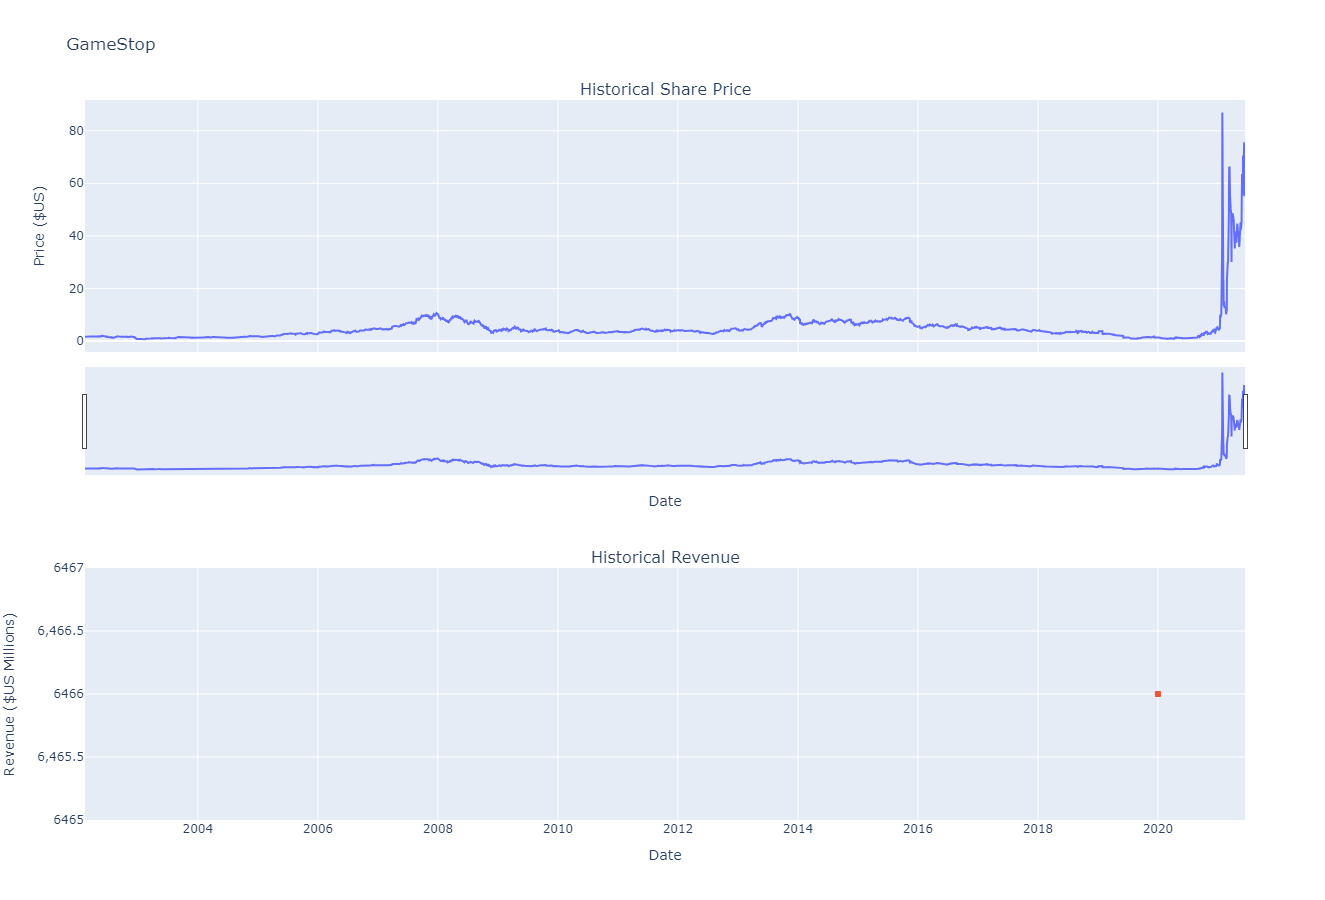 GameStop
Historical Share Price
80
60
40
20
0
Price ($US)
Date
Historical Revenue
6467
6,466.5
6466
6,465.5
6465
Revenue ($US Millions)
2004 2006 2008 2010 2012 2014 2016 2018 2020
Date